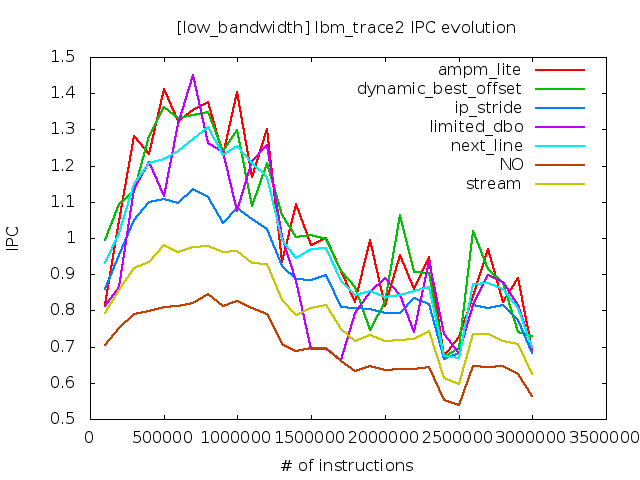 [low_bandwidth] lbm_trace2 IPC evolution
1.5
1.4
1.3
1.2
1.1
1
0.9
0.8
0.7
0.6
0.5
IPC
ampm_lite
dynamic_best_offset
ip_stride
limited_dbo
next_line
NO
stream
0 500000 1000000 1500000 2000000 2500000 3000000 3500000
# of instructions